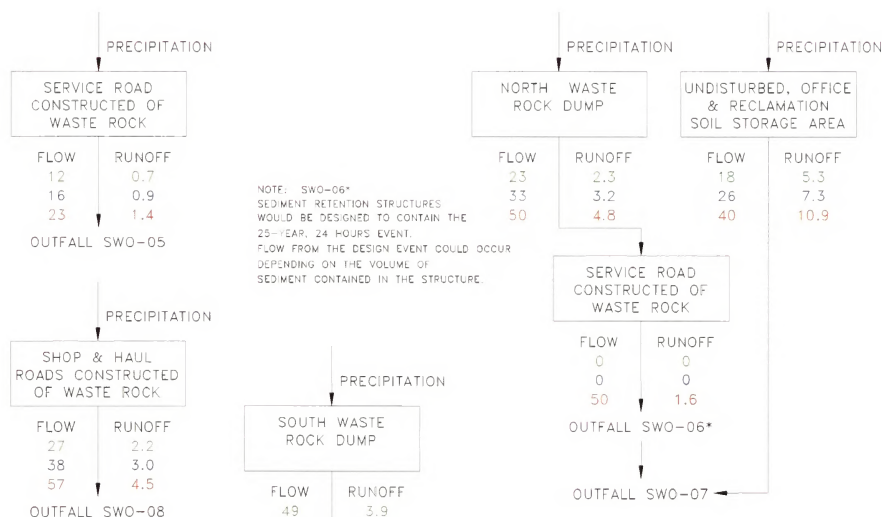 PRECIPITATION
SERVICE ROAD
CONSTRUCTED OF
WASTE ROCK
FLOW RUNOFF
12 0.7
16 0.9
23 1.4
OUTFALL SWO-05
PRECIPITATION
SHOP & HAUL
ROADS CONSTRUCTED
OF WASTE ROCK
FLOW RUNOFF
27 2.2
38 3.0
57 4.5
OUTFALL SWO-08
NOTE: SWO-06*
SEDIMENT RETENTION STRUCTURES
WOULD BE DESIGNED TO CONTAIN THE
25-YEAR, 24 HOURS EVENT.
FLOW FROM THE DESIGN EVENT COULD OCCUR
DEPENDING ON THE VOLUME OF
SEDIMENT CONTAINED IN THE STRUCTURE.
PRECIPITATION
SOUTH WASTE
ROCK DUMP
FLOW RUNOFF
49 3.9
PRECIPITATION
NORTH WASTE
ROCK DUMP
FLOW RUNOFF
23 2.3
33 3.2
50 4.8
SERVICE ROAD
CONSTRUCTED OF
WASTE ROCK
FLOW RUNOFF
0 0
0 0
50 1.6
OUTFALL SWO-06*
OUTFALL SWO-07
PRECIPITATION
UNDISTURBED, OFFICE
& RECLAMATION
SOIL STORAGE AREA
FLOW RUNOFF
18 5.3
26 7.3
40 10.9